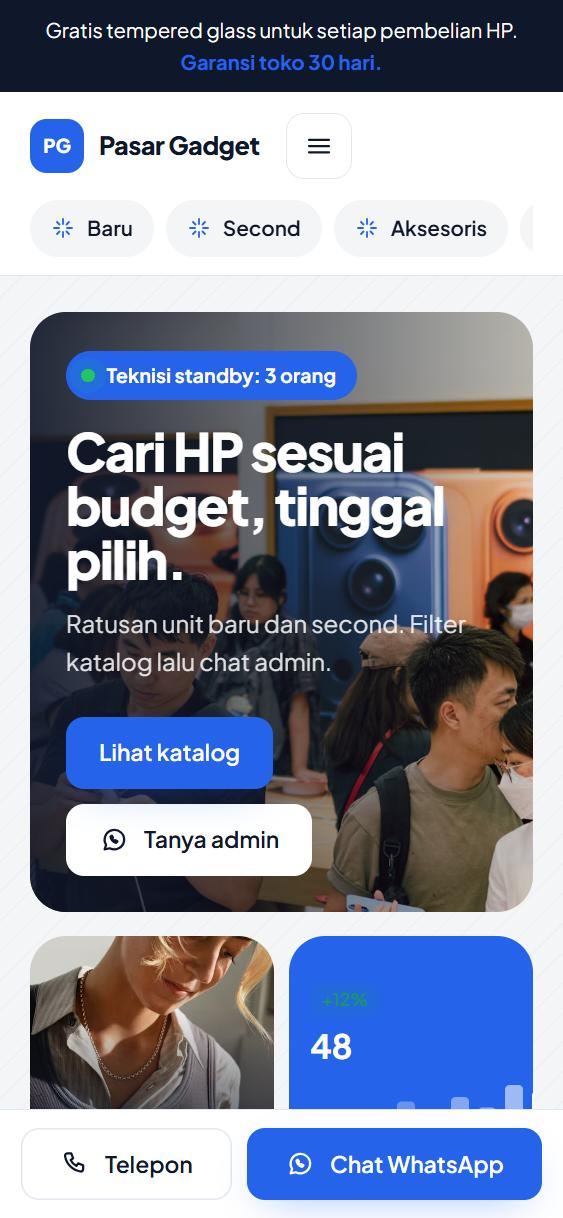 Gratis tempered glass untuk setiap pembelian HP.
Garansi toko 30 hari.
PG
Pasar Gadget
Baru
Second
Aksesoris
Teknisi standby: 3 orang
Cari HP sesuai
budget, tinggal
pilih.
Ratusan unit baru dan second. Filter
katalog lalu chat admin.
Lihat katalog
Tanya admin
+12%
48
Telepon
Chat WhatsApp